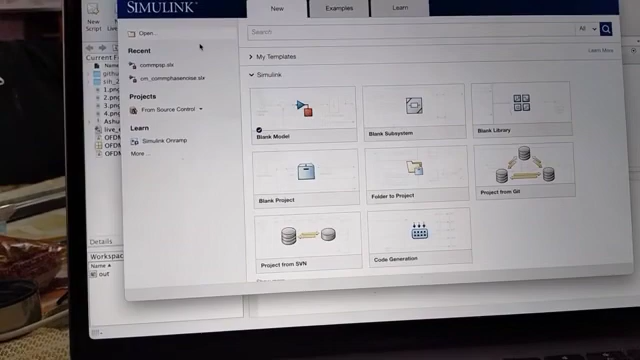 SIMULINK
New
Examples
Learn
New
Script
Open...
Search
All
Recent
My Templates
Learn More
commpsp.slx
Simulink
cm_commphasenoise.slx
Projects
From Source Control
Learn
Simulink Onramp
More
Blank Model
Blank Subsystem
Blank Library
Blank Project
Folder to Project
Project from Git
Project from SVN
Code Generation
Current F
Name
github
sih_2
1.png
2.png
3.png
4.png
Ashu
live_e
OFDM
OFDM
OFDM
Details
Workspac
Name
out